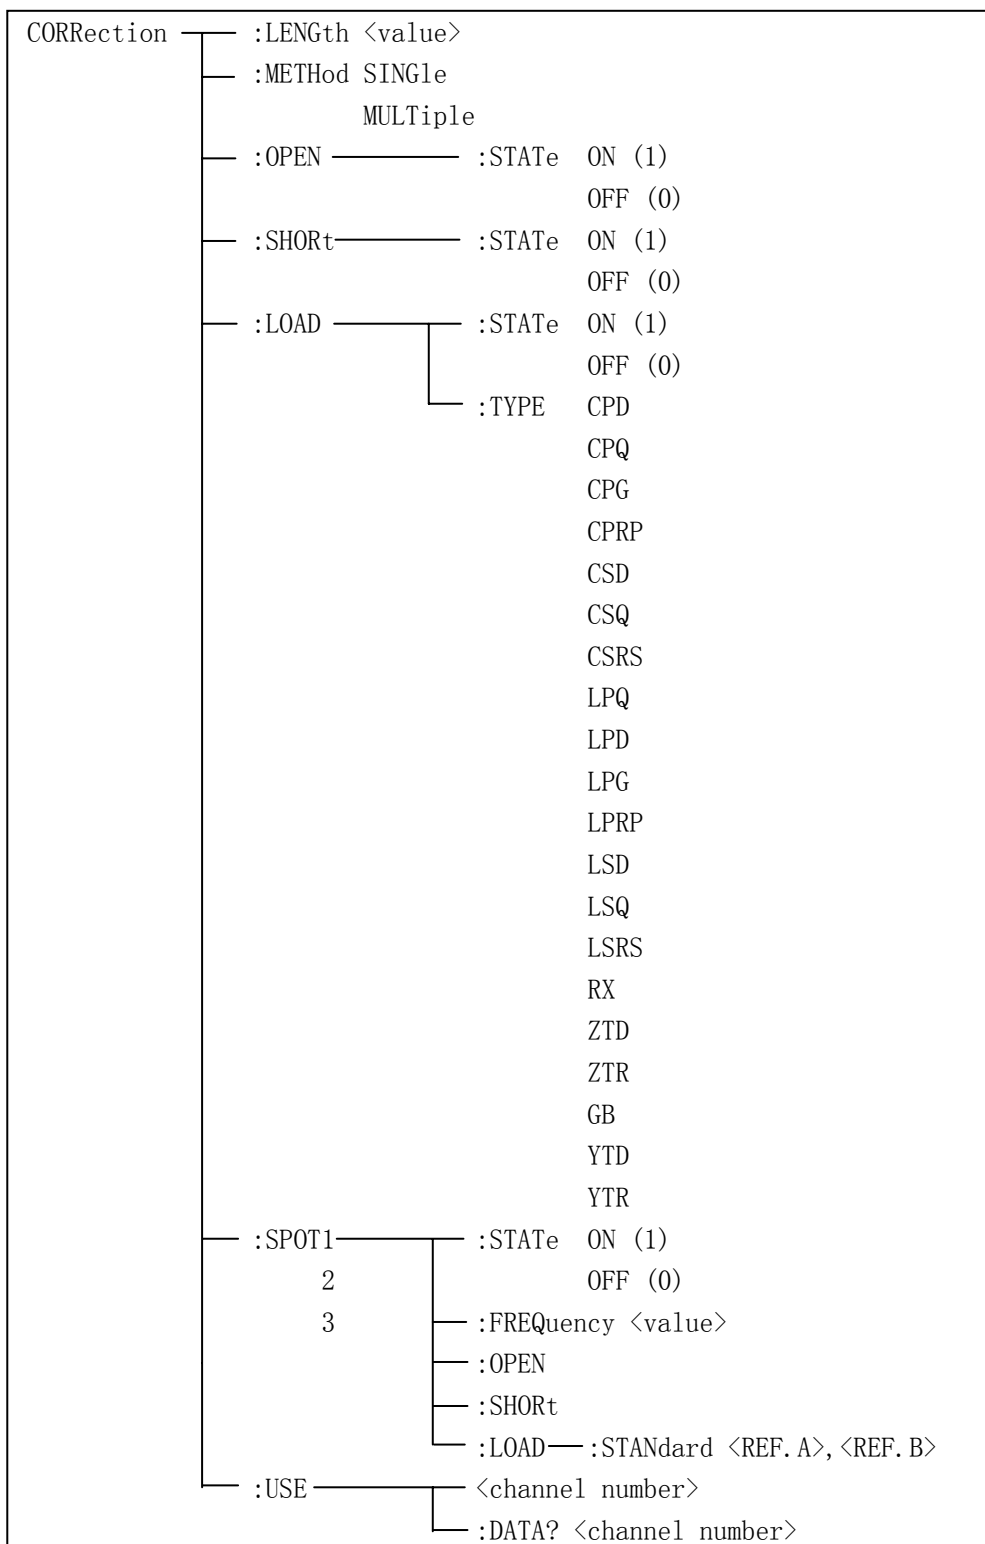 CORRection :LENGth <value>
:METHod SINGle
MULTiple
:OPEN :STATe ON (1)
OFF (0)
:SHORt :STATe ON (1)
OFF (0)
:LOAD :STATe ON (1)
OFF (0)
:TYPE CPD
CPQ
CPG
CPRP
CSD
CSQ
CSRS
LPQ
LPD
LPG
LPRP
LSD
LSQ
LSRS
RX
ZTD
ZTR
GB
YTD
YTR
:SPOT1 :STATe ON (1)
2 OFF (0)
3 :FREQuency <value>
:OPEN
:SHORt
:LOAD :STANdard <REF.A>,<REF.B>
:USE <channel number>
:DATA? <channel number>